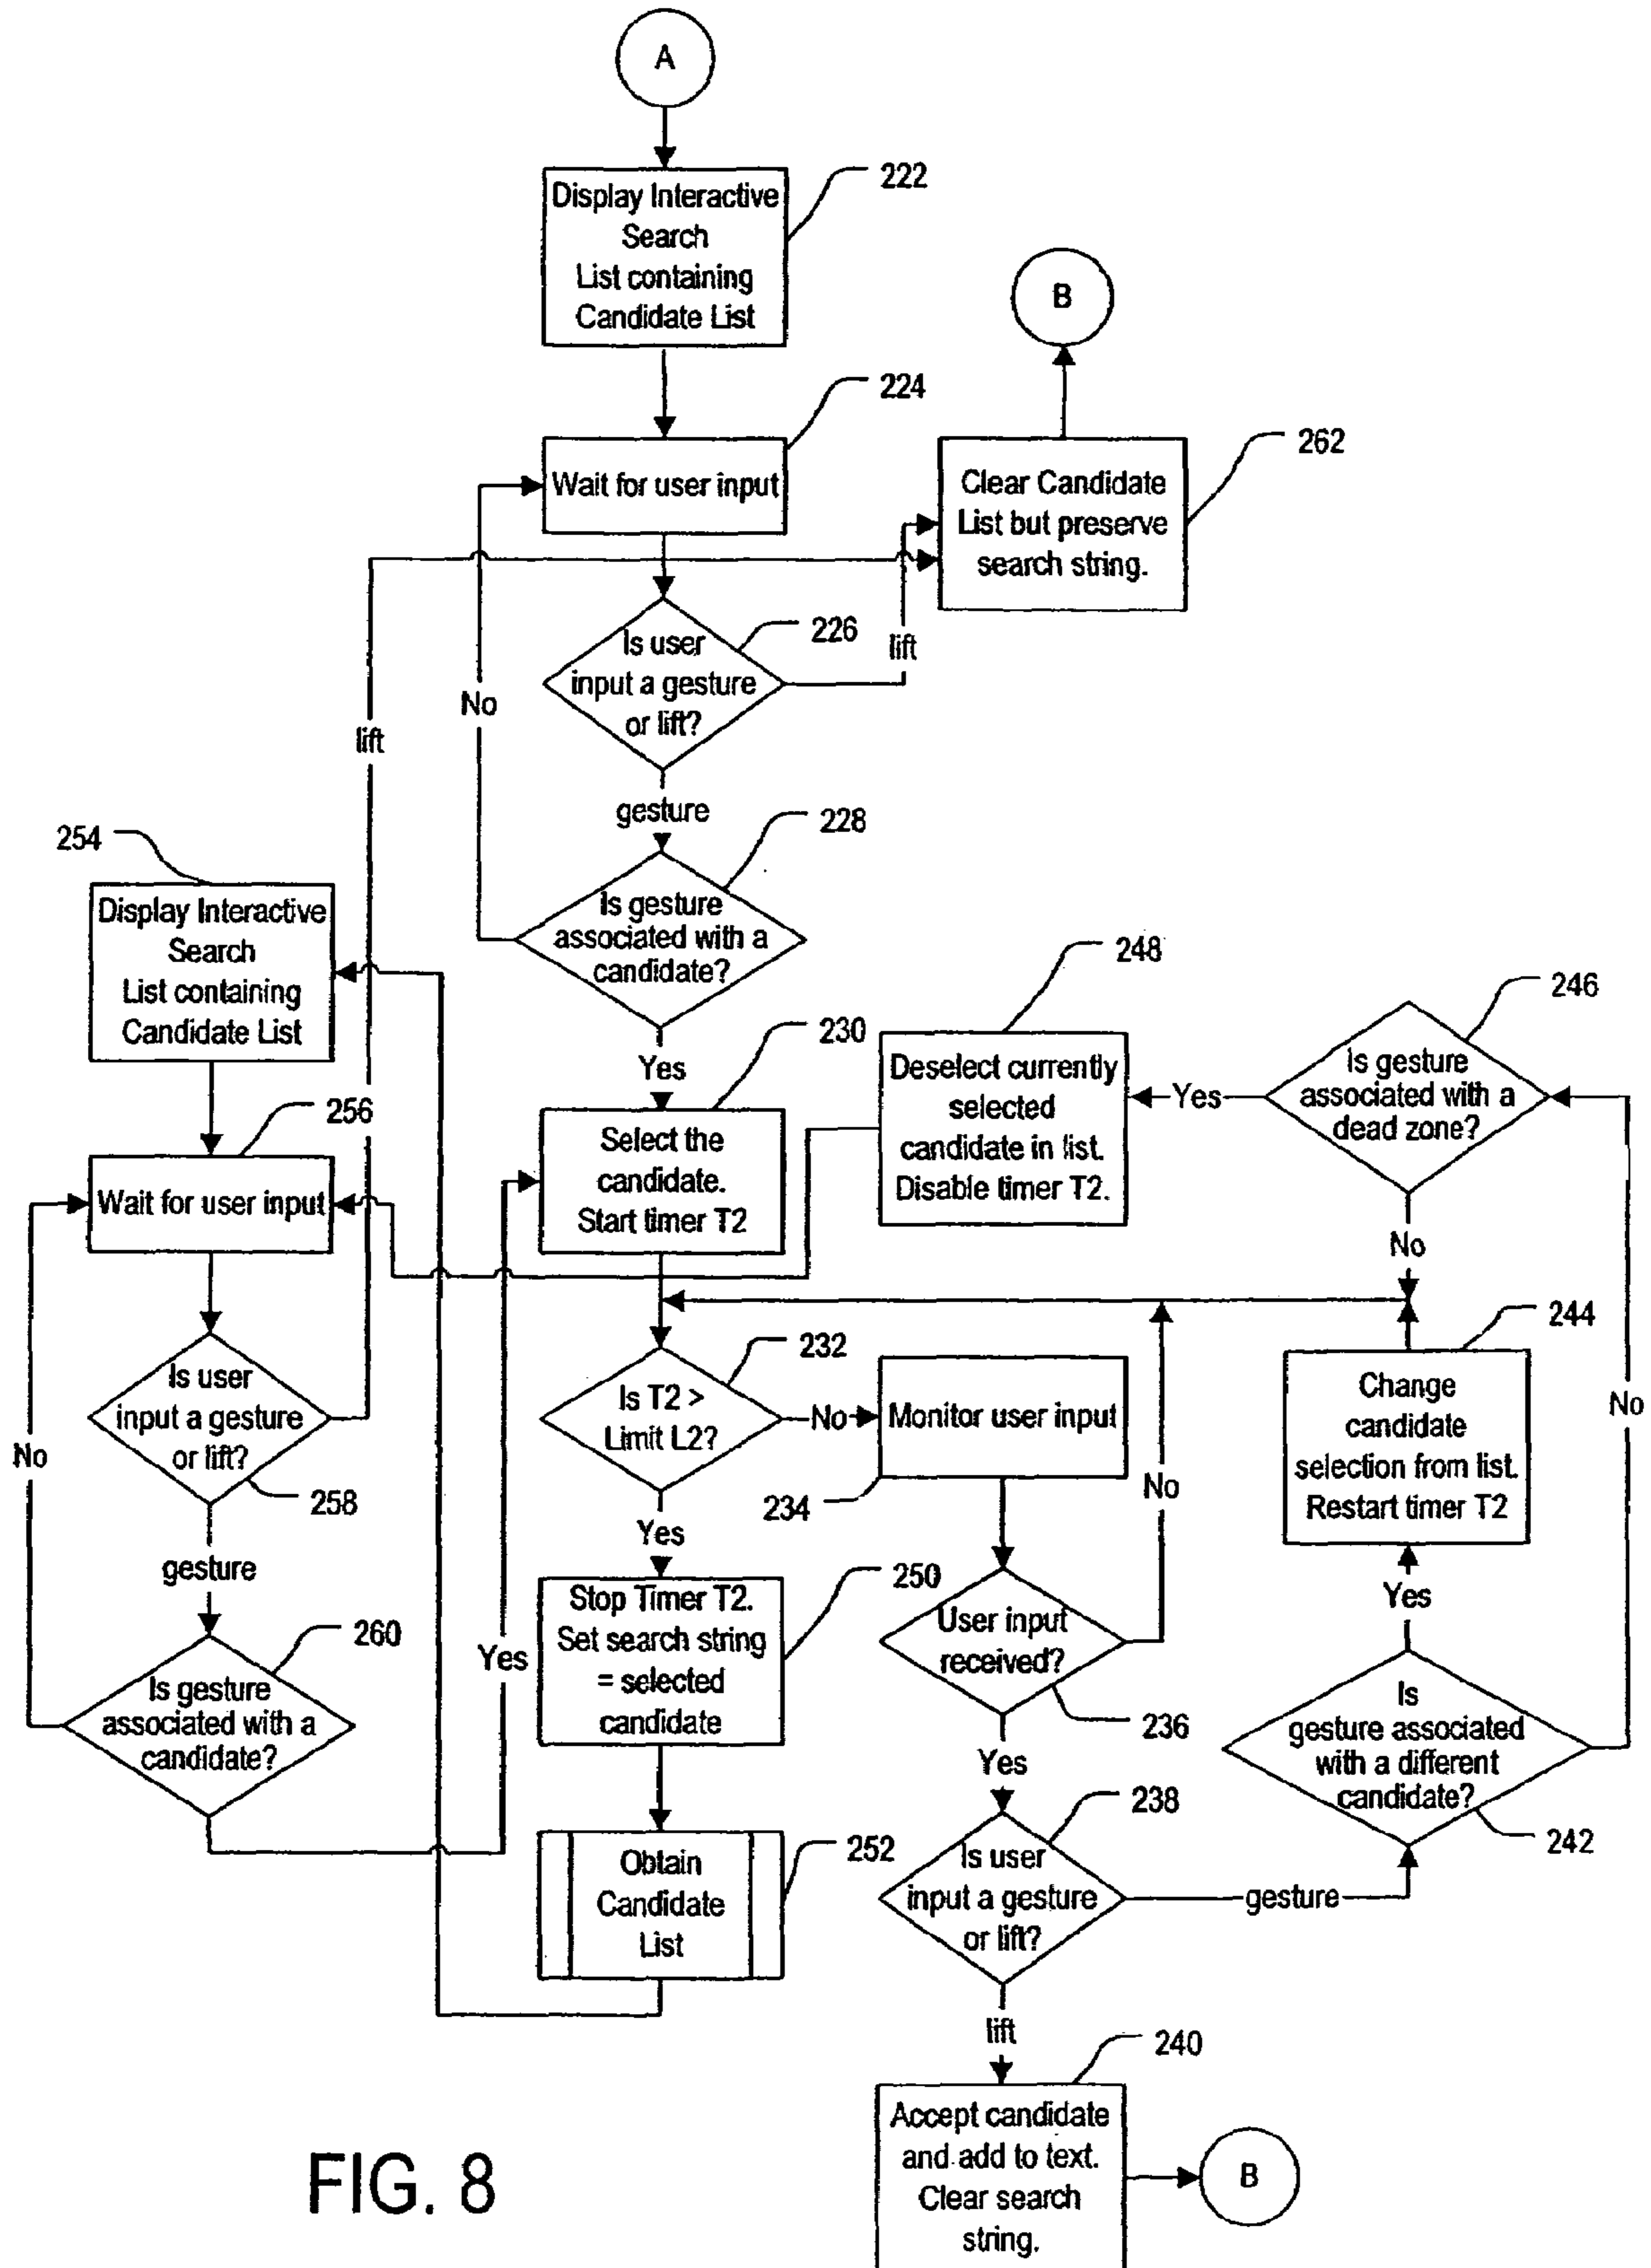 A
Display Interactive
Search
List containing
Candidate List
222
B
Wait for user input
224
Clear Candidate
List but preserve
search string.
262
Is user
input a gesture
or lift?
226
lift
No
lift
gesture
Is gesture
associated with a
candidate?
228
254
Display Interactive
Search
List containing
Candidate List
Yes
230
Select the
candidate.
Start timer T2
248
Deselect currently
selected
candidate in list.
Disable timer T2.
Yes
246
Is gesture
associated with a
dead zone?
No
256
Wait for user input
Is user
input a gesture
or lift?
258
No
gesture
260
Is gesture
associated with a
candidate?
Yes
232
Is T2 >
Limit L2?
No
Monitor user input
234
No
244
Change
candidate
selection from list.
Restart timer T2
No
Yes
250
Stop Timer T2.
Set search string
= selected
candidate
User input
received?
236
Yes
Is
gesture associated
with a different
candidate?
242
Yes
238
Is user
input a gesture
or lift?
gesture
252
Obtain
Candidate
List
lift
240
Accept candidate
and add to text.
Clear search
string.
B
FIG. 8